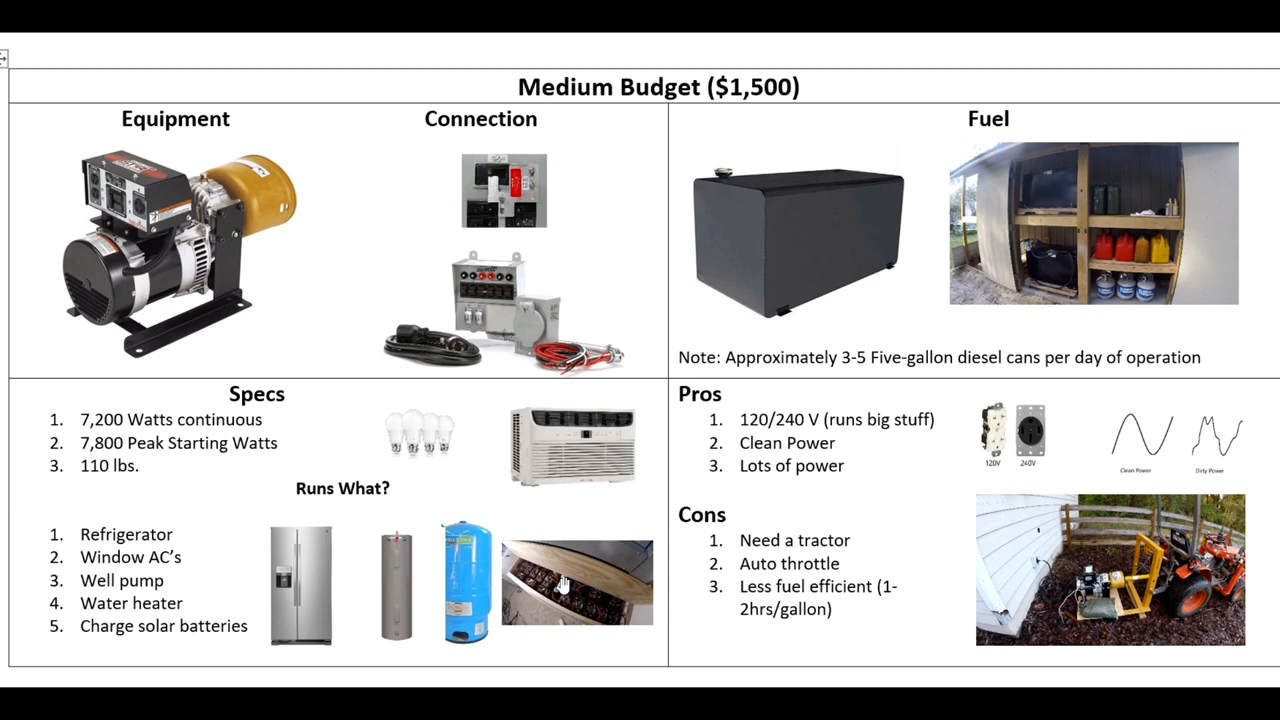 Medium Budget ($1,500)
Equipment
Connection
Fuel
Note: Approximately 3-5 Five-gallon diesel cans per day of operation
Specs
1. 7,200 Watts continuous
2. 7,800 Peak Starting Watts
3. 110 lbs.
Runs What?
1. Refrigerator
2. Window AC's
3. Well pump
4. Water heater
5. Charge solar batteries
Pros
1. 120/240 V (runs big stuff)
2. Clean Power
3. Lots of power
120V
240V
Clean Power
Dirty Power
Cons
1. Need a tractor
2. Auto throttle
3. Less fuel efficient (1-
2hrs/gallon)